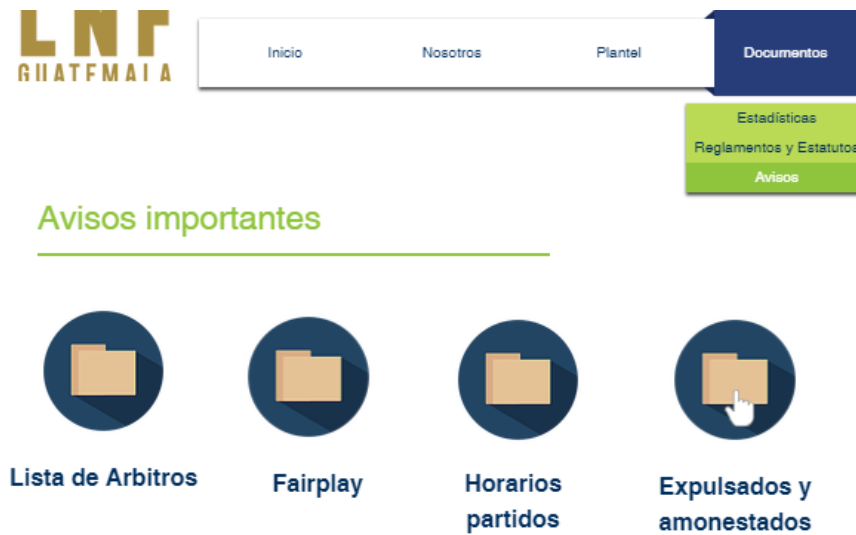 LNF
GUATEMALA
Inicio
Nosotros
Plantel
Documentos
Estadísticas
Reglamentos y Estatutos
Avisos
Avisos importantes
Lista de Arbitros
Fairplay
Horarios
partidos
Expulsados y
amonestados